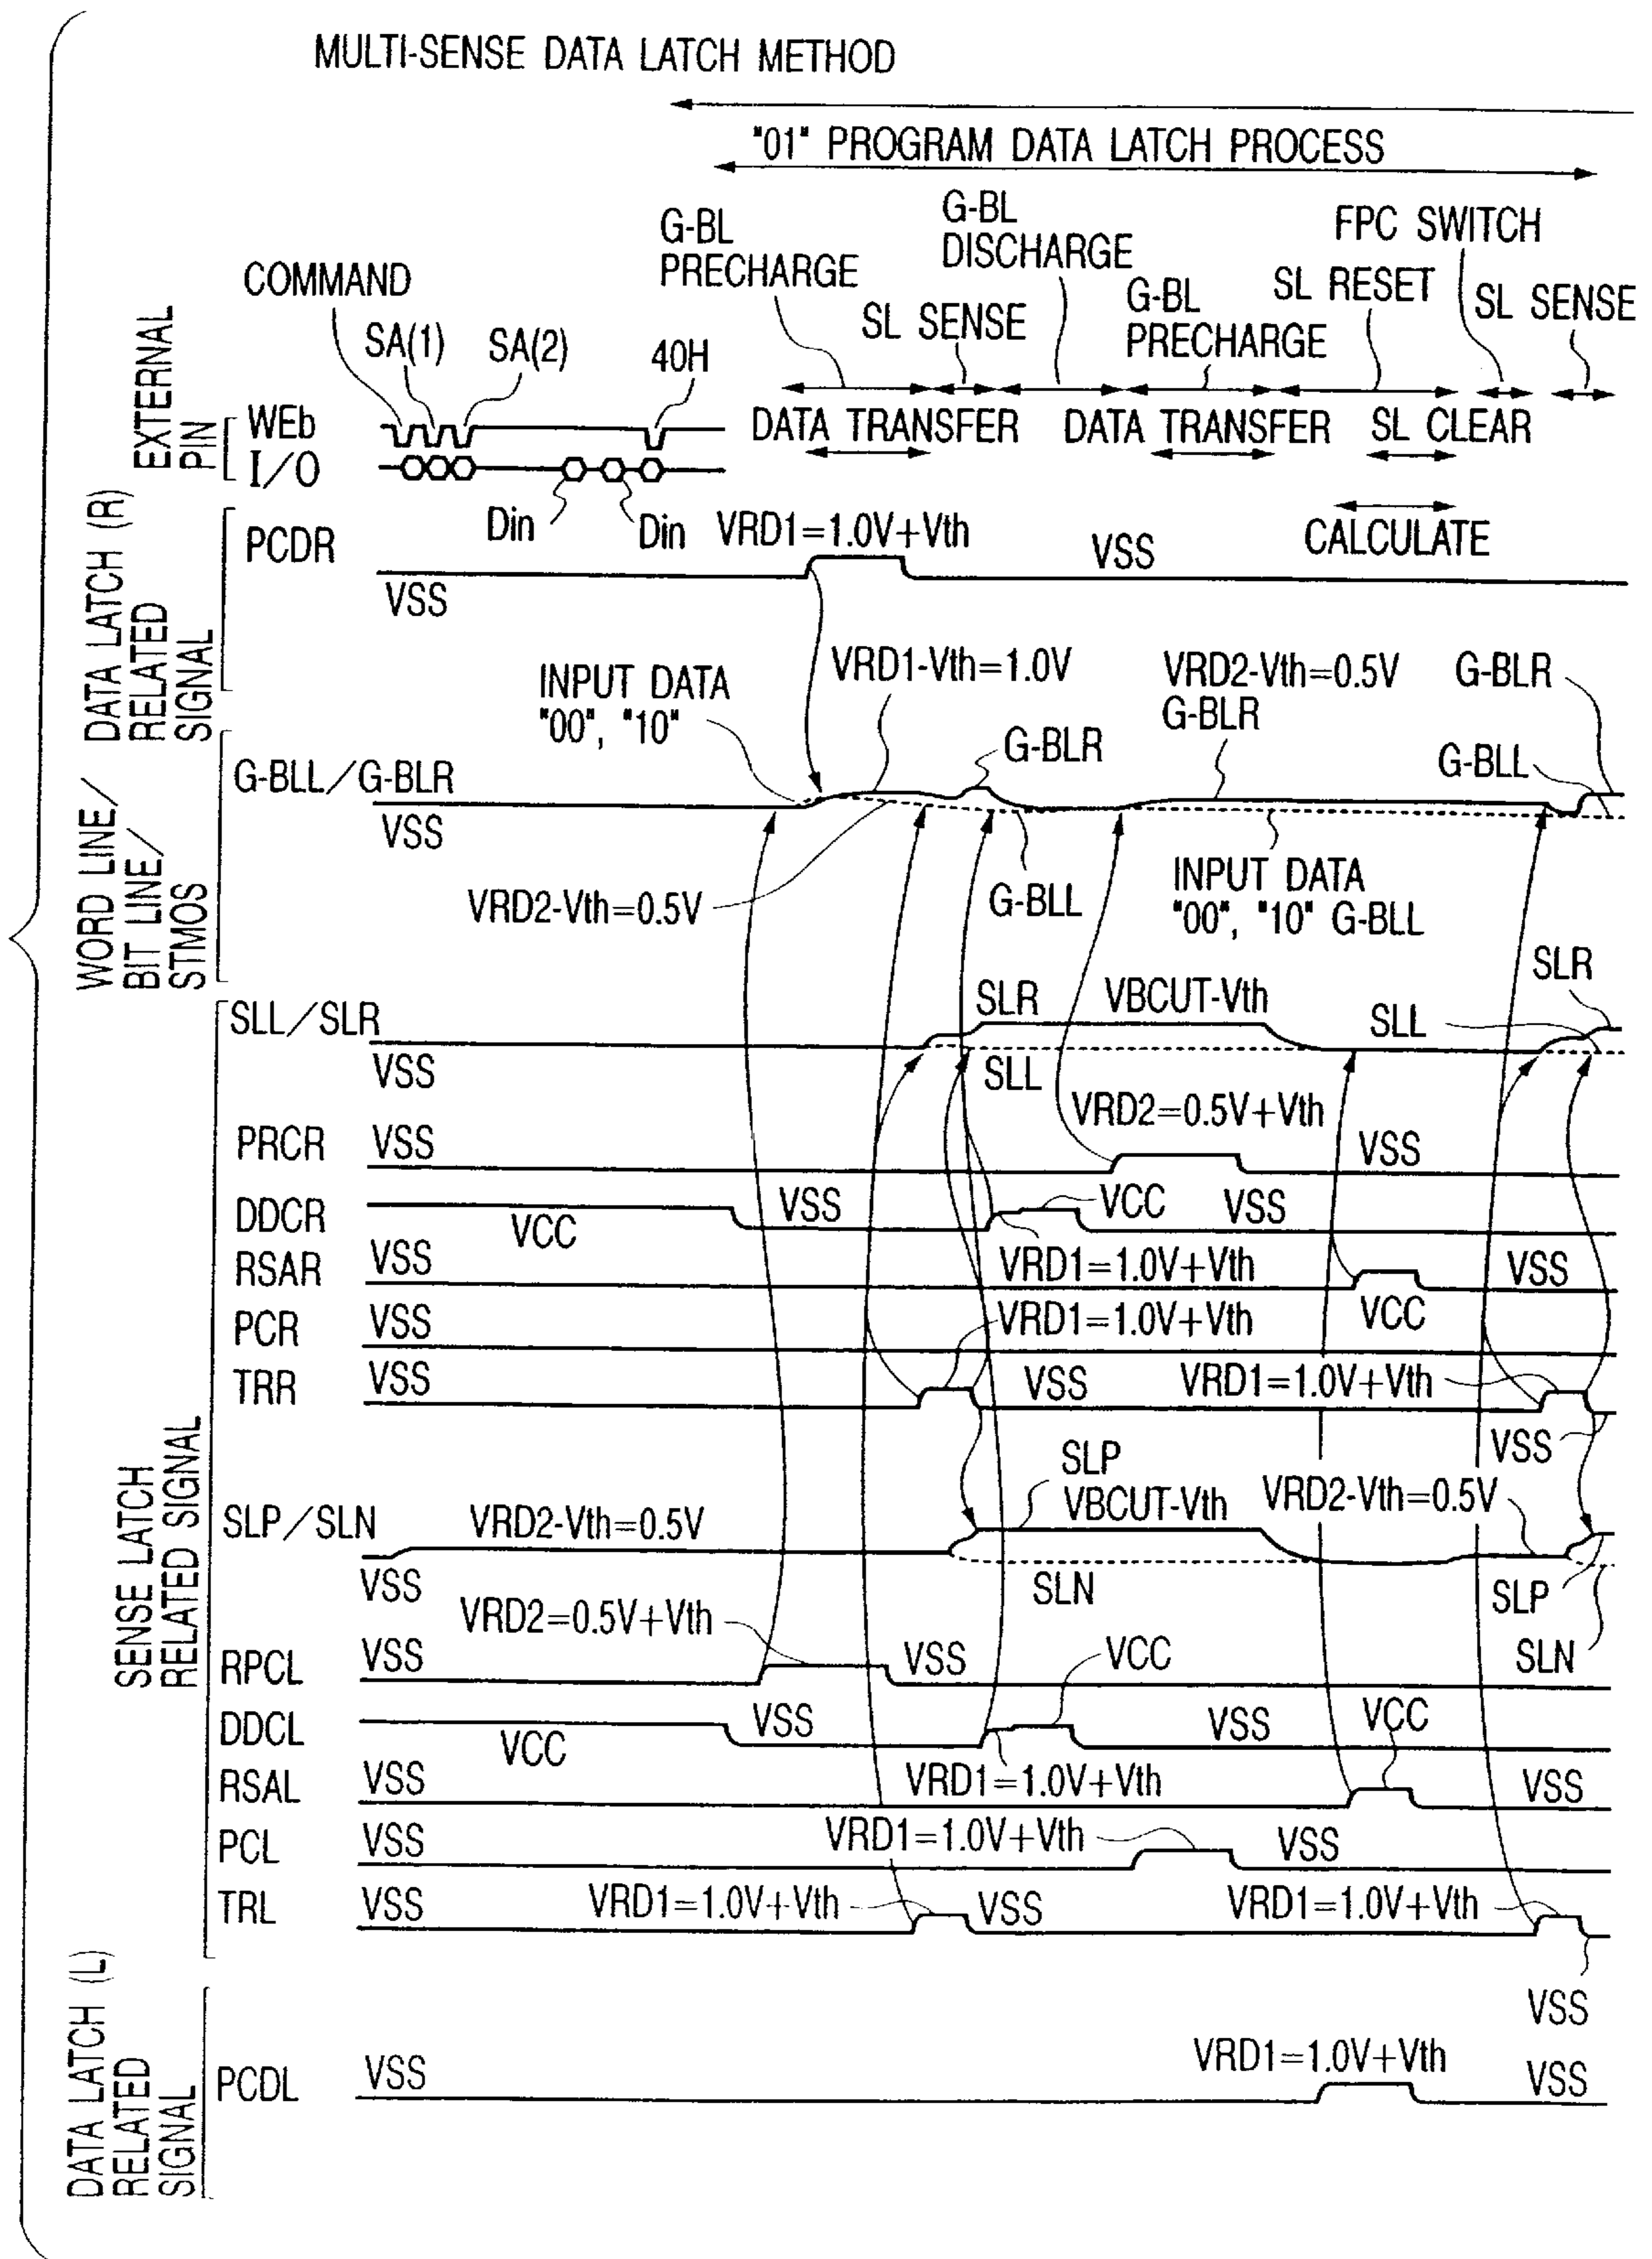 MULTI-SENSE DATA LATCH METHOD
"01" PROGRAM DATA LATCH PROCESS
G-BL
PRECHARGE
G-BL
DISCHARGE
FPC SWITCH
COMMAND
SL SENSE
G-BL
PRECHARGE
SL RESET
SL SENSE
SA(1)
SA(2)
40H
EXTERNAL
PIN
WEb
I/O
DATA TRANSFER
DATA TRANSFER
SL CLEAR
Din
Din
CALCULATE
DATA LATCH (R)
RELATED
SIGNAL
PCDR
VSS
VRD1=1.0V+Vth
VSS
INPUT DATA
"00", "10"
VRD1-Vth=1.0V
VRD2-Vth=0.5V
G-BLR
G-BLR
WORD LINE/
BIT LINE/
STMOS
G-BLL/G-BLR
VSS
G-BLR
G-BLL
VRD2-Vth=0.5V
G-BLL
INPUT DATA
"00", "10" G-BLL
SENSE LATCH
RELATED SIGNAL
SLL/SLR
VSS
SLR
VBCUT-Vth
SLL
SLR
SLL
VRD2=0.5V+Vth
PRCR
VSS
VSS
DDCR
VCC
VSS
VCC
VSS
VRD1=1.0V+Vth
RSAR
VSS
VSS
VCC
PCR
VSS
VRD1=1.0V+Vth
TRR
VSS
VSS
VRD1=1.0V+Vth
VSS
SLP
VBCUT-Vth
VRD2-Vth=0.5V
SLP/SLN
VRD2-Vth=0.5V
VSS
SLN
SLP
SLN
VRD2=0.5V+Vth
RPCL
VSS
VSS
VCC
DDCL
VCC
VSS
VSS
VCC
VRD1=1.0V+Vth
RSAL
VSS
VSS
PCL
VSS
VRD1=1.0V+Vth
VSS
TRL
VSS
VRD1=1.0V+Vth
VSS
VRD1=1.0V+Vth
VSS
DATA LATCH (L)
RELATED
SIGNAL
PCDL
VSS
VRD1=1.0V+Vth
VSS